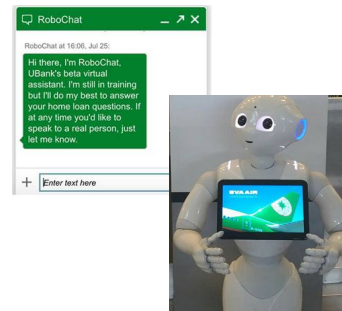 RoboChat
RoboChat at 16:06, Jul 25:
Hi there, I'm RoboChat,
UBank's beta virtual
assistant. I'm still in training
but I'll do my best to answer
your home loan questions. If
at any time you'd like to
speak to a real person, just
let me know.
Enter text here
EVA AIR